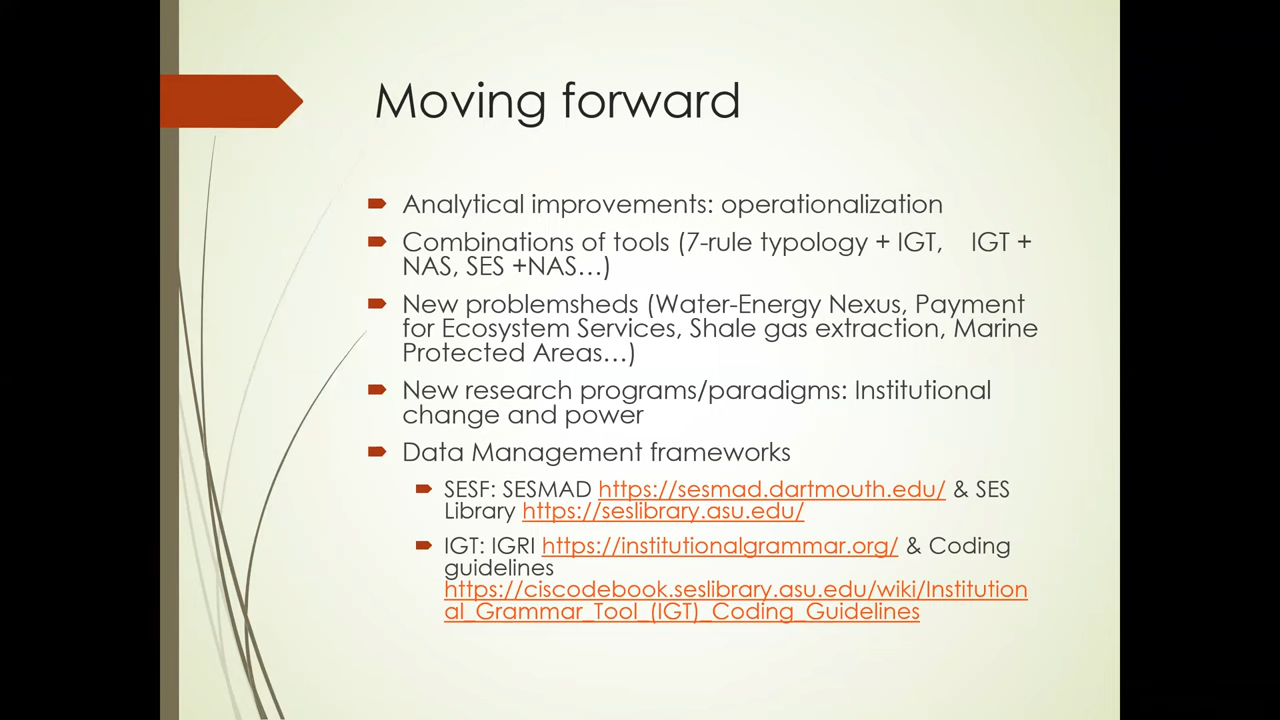 Moving forward
Analytical improvements: operationalization
Combinations of tools (7-rule typology + IGT, IGT +
NAS, SES +NAS…)
New problemsheds (Water-Energy Nexus, Payment
for Ecosystem Services, Shale gas extraction, Marine
Protected Areas…)
New research programs/paradigms: Institutional
change and power
Data Management frameworks
SESF: SESMAD https://sesmad.dartmouth.edu/ & SES
Library https://seslibrary.asu.edu/
IGT: IGRI https://institutionalgrammar.org/ & Coding
guidelines
https://ciscodebook.seslibrary.asu.edu/wiki/Institution
al_Grammar_Tool_(IGT)_Coding_Guidelines